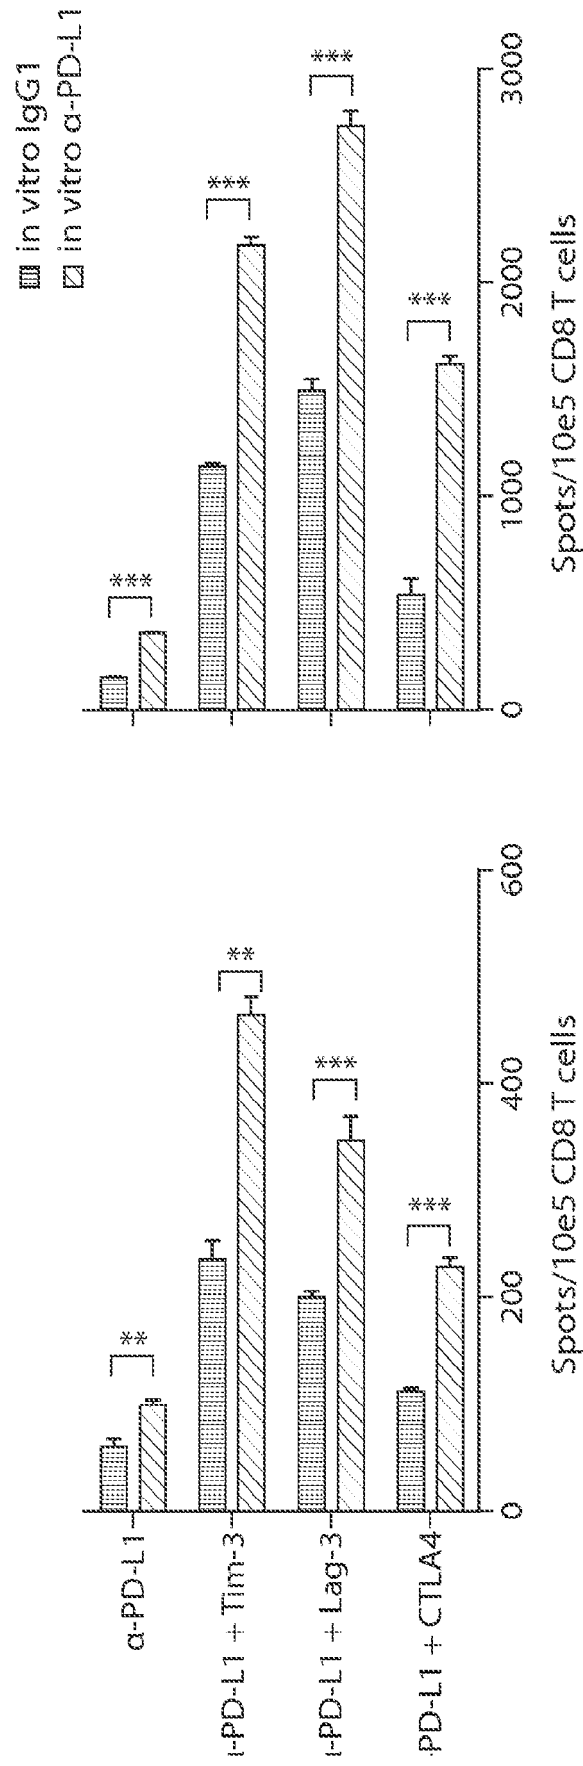 in vitro IgG1
in vitro α-PD-L1
α-PD-L1
-PD-L1 + Tim-3
-PD-L1 + Lag-3
-PD-L1 + CTLA4
**
**
***
***
0
200
400
600
Spots/10e5 CD8 T cells
***
***
***
***
0
1000
2000
3000
Spots/10e5 CD8 T cells